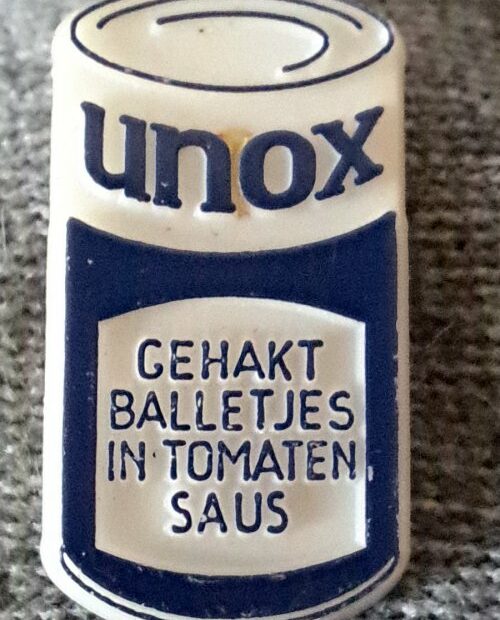 unox
GEHAKT
BALLETJES
IN TOMATEN
SAUS